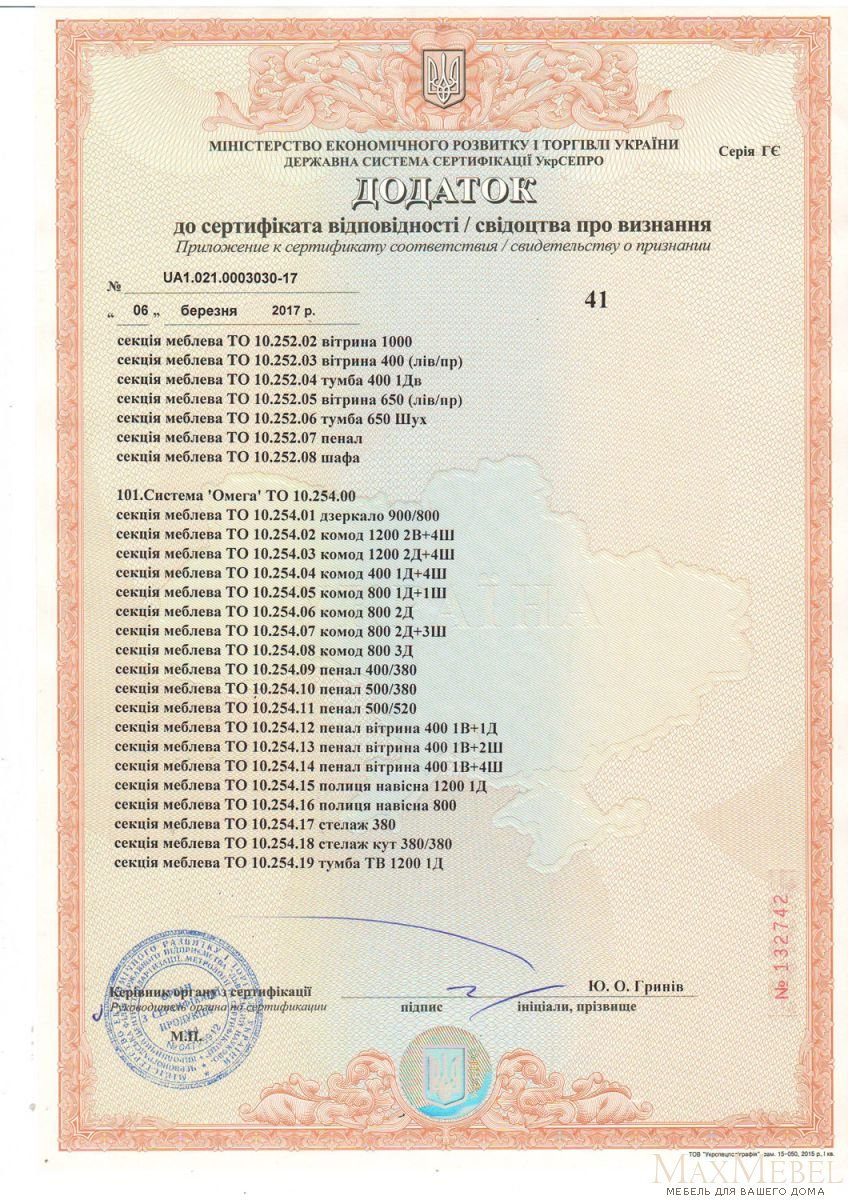 МІНІСТЕРСТВО ЕКОНОМІЧНОГО РОЗВИТКУ І ТОРГІВЛІ УКРАЇНИ
Серія ГЄ
ДЕРЖАВНА СИСТЕМА СЕРТИФІКАЦІЇ УкрСЕПРО
ДОДАТОК
до сертифіката відповідності / свідоцтва про визнання
Приложение к сертификату соответствия / свидетельству о признании
№ UA1.021.0003030-17
41
„ 06 „ березня 2017 р.
секція меблева ТО 10.252.02 вітрина 1000
секція меблева ТО 10.252.03 вітрина 400 (лів/пр)
секція меблева ТО 10.252.04 тумба 400 1Дв
секція меблева ТО 10.252.05 вітрина 650 (лів/пр)
секція меблева ТО 10.252.06 тумба 650 Шух
секція меблева ТО 10.252.07 пенал
секція меблева ТО 10.252.08 шафа
101.Система 'Омега' ТО 10.254.00
секція меблева ТО 10.254.01 дзеркало 900/800
секція меблева ТО 10.254.02 комод 1200 2В+4Ш
секція меблева ТО 10.254.03 комод 1200 2Д+4Ш
секція меблева ТО 10.254.04 комод 400 1Д+4Ш
секція меблева ТО 10.254.05 комод 800 1Д+1Ш
секція меблева ТО 10.254.06 комод 800 2Д
секція меблева ТО 10.254.07 комод 800 2Д+3Ш
секція меблева ТО 10.254.08 комод 800 3Д
секція меблева ТО 10.254.09 пенал 400/380
секція меблева ТО 10.254.10 пенал 500/380
секція меблева ТО 10.254.11 пенал 500/520
секція меблева ТО 10.254.12 пенал вітрина 400 1В+1Д
секція меблева ТО 10.254.13 пенал вітрина 400 1В+2Ш
секція меблева ТО 10.254.14 пенал вітрина 400 1В+4Ш
секція меблева ТО 10.254.15 полиця навісна 1200 1Д
секція меблева ТО 10.254.16 полиця навісна 800
секція меблева ТО 10.254.17 стелаж 380
секція меблева ТО 10.254.18 стелаж кут 380/380
секція меблева ТО 10.254.19 тумба ТВ 1200 1Д
№ 132742
Керівник органу з сертифікації
Ю. О. Гринів
Руководитель органа по сертификации
підпис
ініціали, прізвище
М.П.
ОРГАН
З СЕРТИФІКАЦІЇ
ПРОДУКЦІЇ
зам. 15-050, 2015 р., І кв.
MAXMEBEL
МЕБЕЛЬ ДЛЯ ВАШЕГО ДОМА